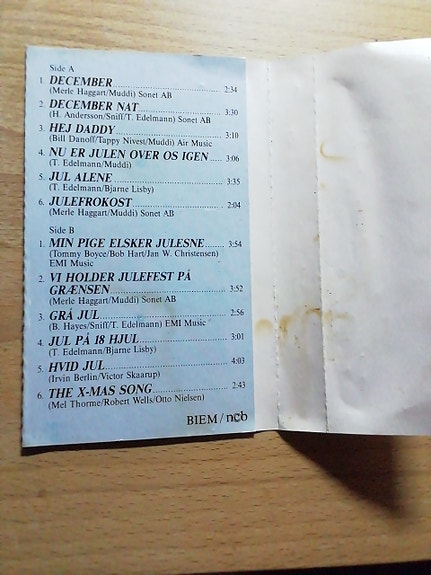 Side A
1. DECEMBER 2:34
(Merle Haggart/Muddi) Sonet AB
2. DECEMBER NAT 3:30
(H. Andersson/Sniff/T. Edelmann) Sonet AB
3. HEJ DADDY 3:10
(Bill Danoff/Tappy Nivest/Muddi) Air Music
4. NU ER JULEN OVER OS IGEN 3:06
(T. Edelmann/Muddi)
5. JUL ALENE 3:35
(T. Edelmann/Bjarne Lisby)
6. JULEFROKOST 2:04
(Merle Haggart/Muddi) Sonet AB
Side B
1. MIN PIGE ELSKER JULESNE 3:54
(Tommy Boyce/Bob Hart/Jan W. Christensen)
EMI Music
2. VI HOLDER JULEFEST PÅ
GRÆNSEN 3:52
(Merle Haggart/Muddi) Sonet AB
3. GRÅ JUL 2:56
(B. Hayes/Sniff/T. Edelmann) EMI Music
4. JUL PÅ 18 HJUL 3:01
(T. Edelmann/Bjarne Lisby)
5. HVID JUL 4:03
(Irvin Berlin/Victor Skaarup)
6. THE X-MAS SONG 2:43
(Mel Thorme/Robert Wells/Otto Nielsen)
BIEM / ncb